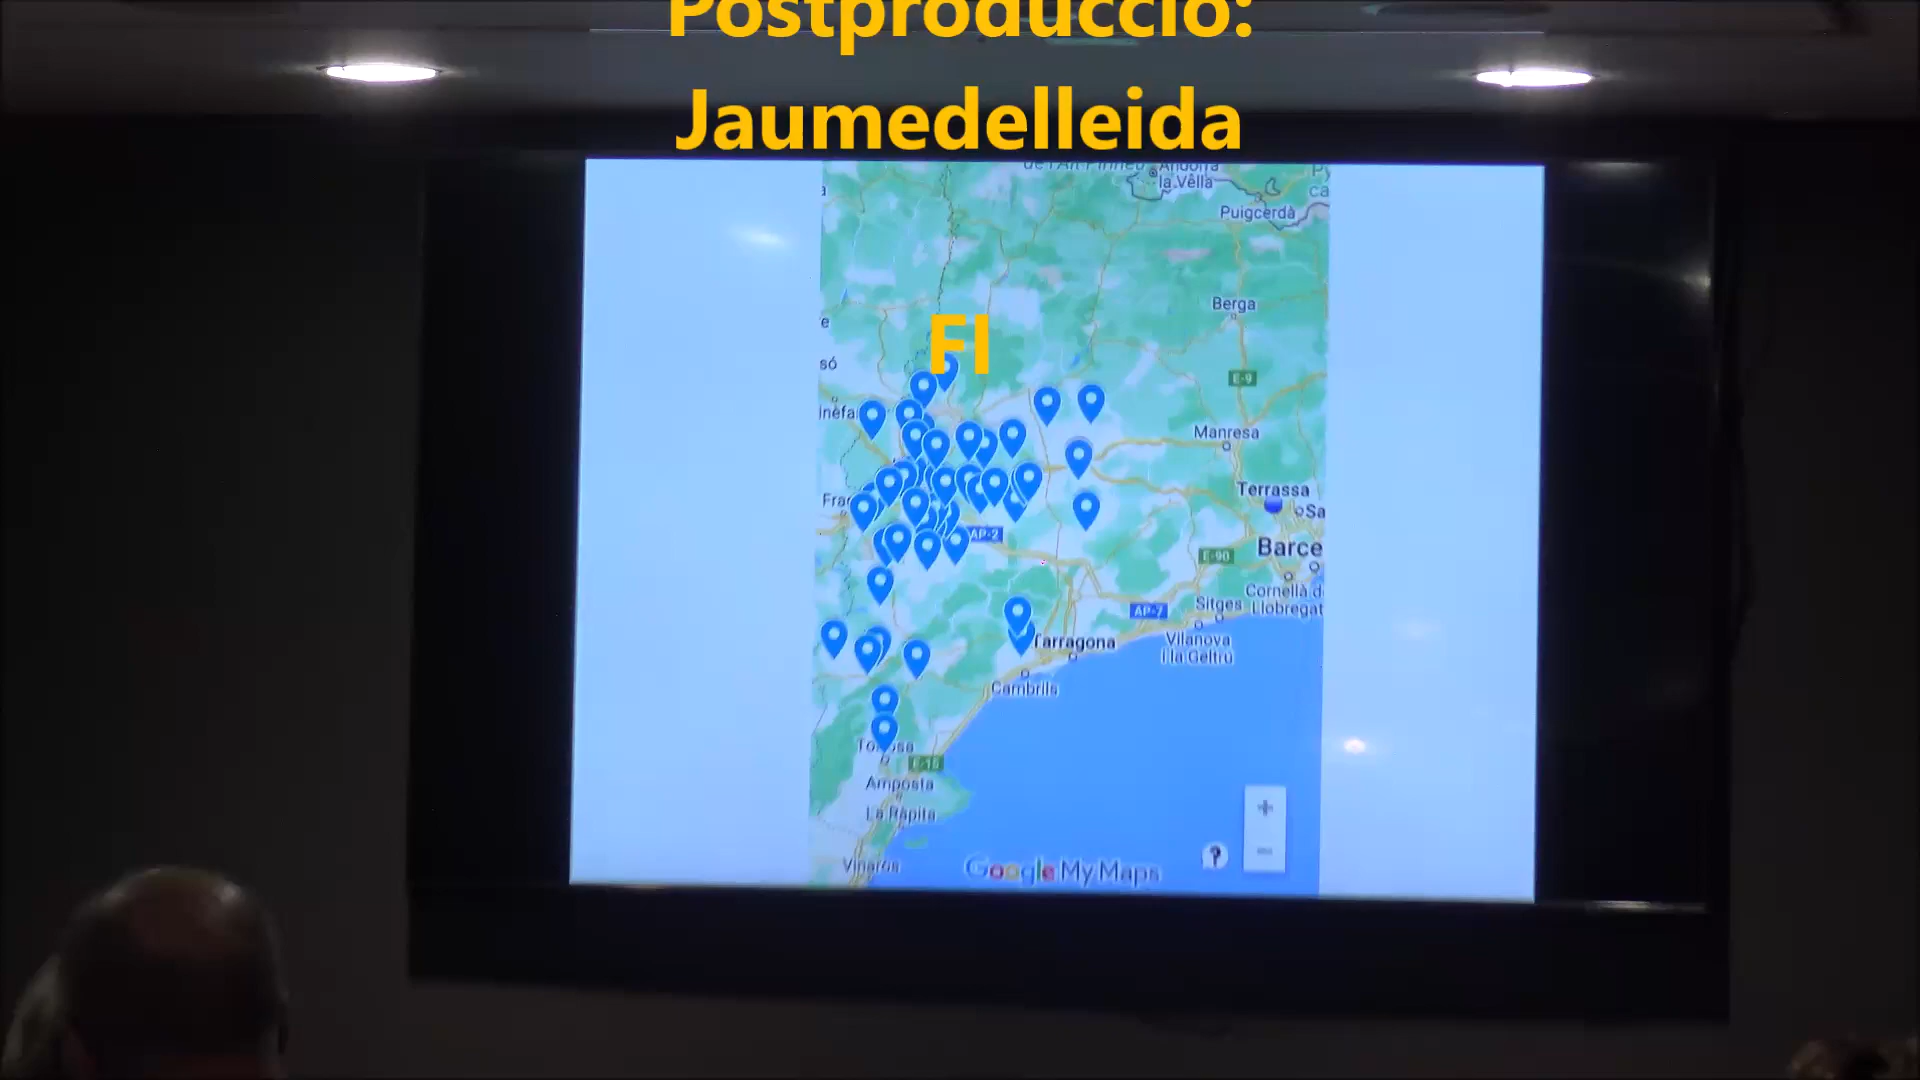 Postproducció:
Jaumedelleida
Andorra
la Vella
Puigcerdà
Berga
FI
E-9
Manresa
Terrassa
AP-2
E-90
Barce
Cornellà d
Llobregat
Sitges
AP-7
Vilanova
i la Geltrú
Tarragona
Cambrils
E-15
Amposta
La Ràpita
Vinaròs
Google My Maps